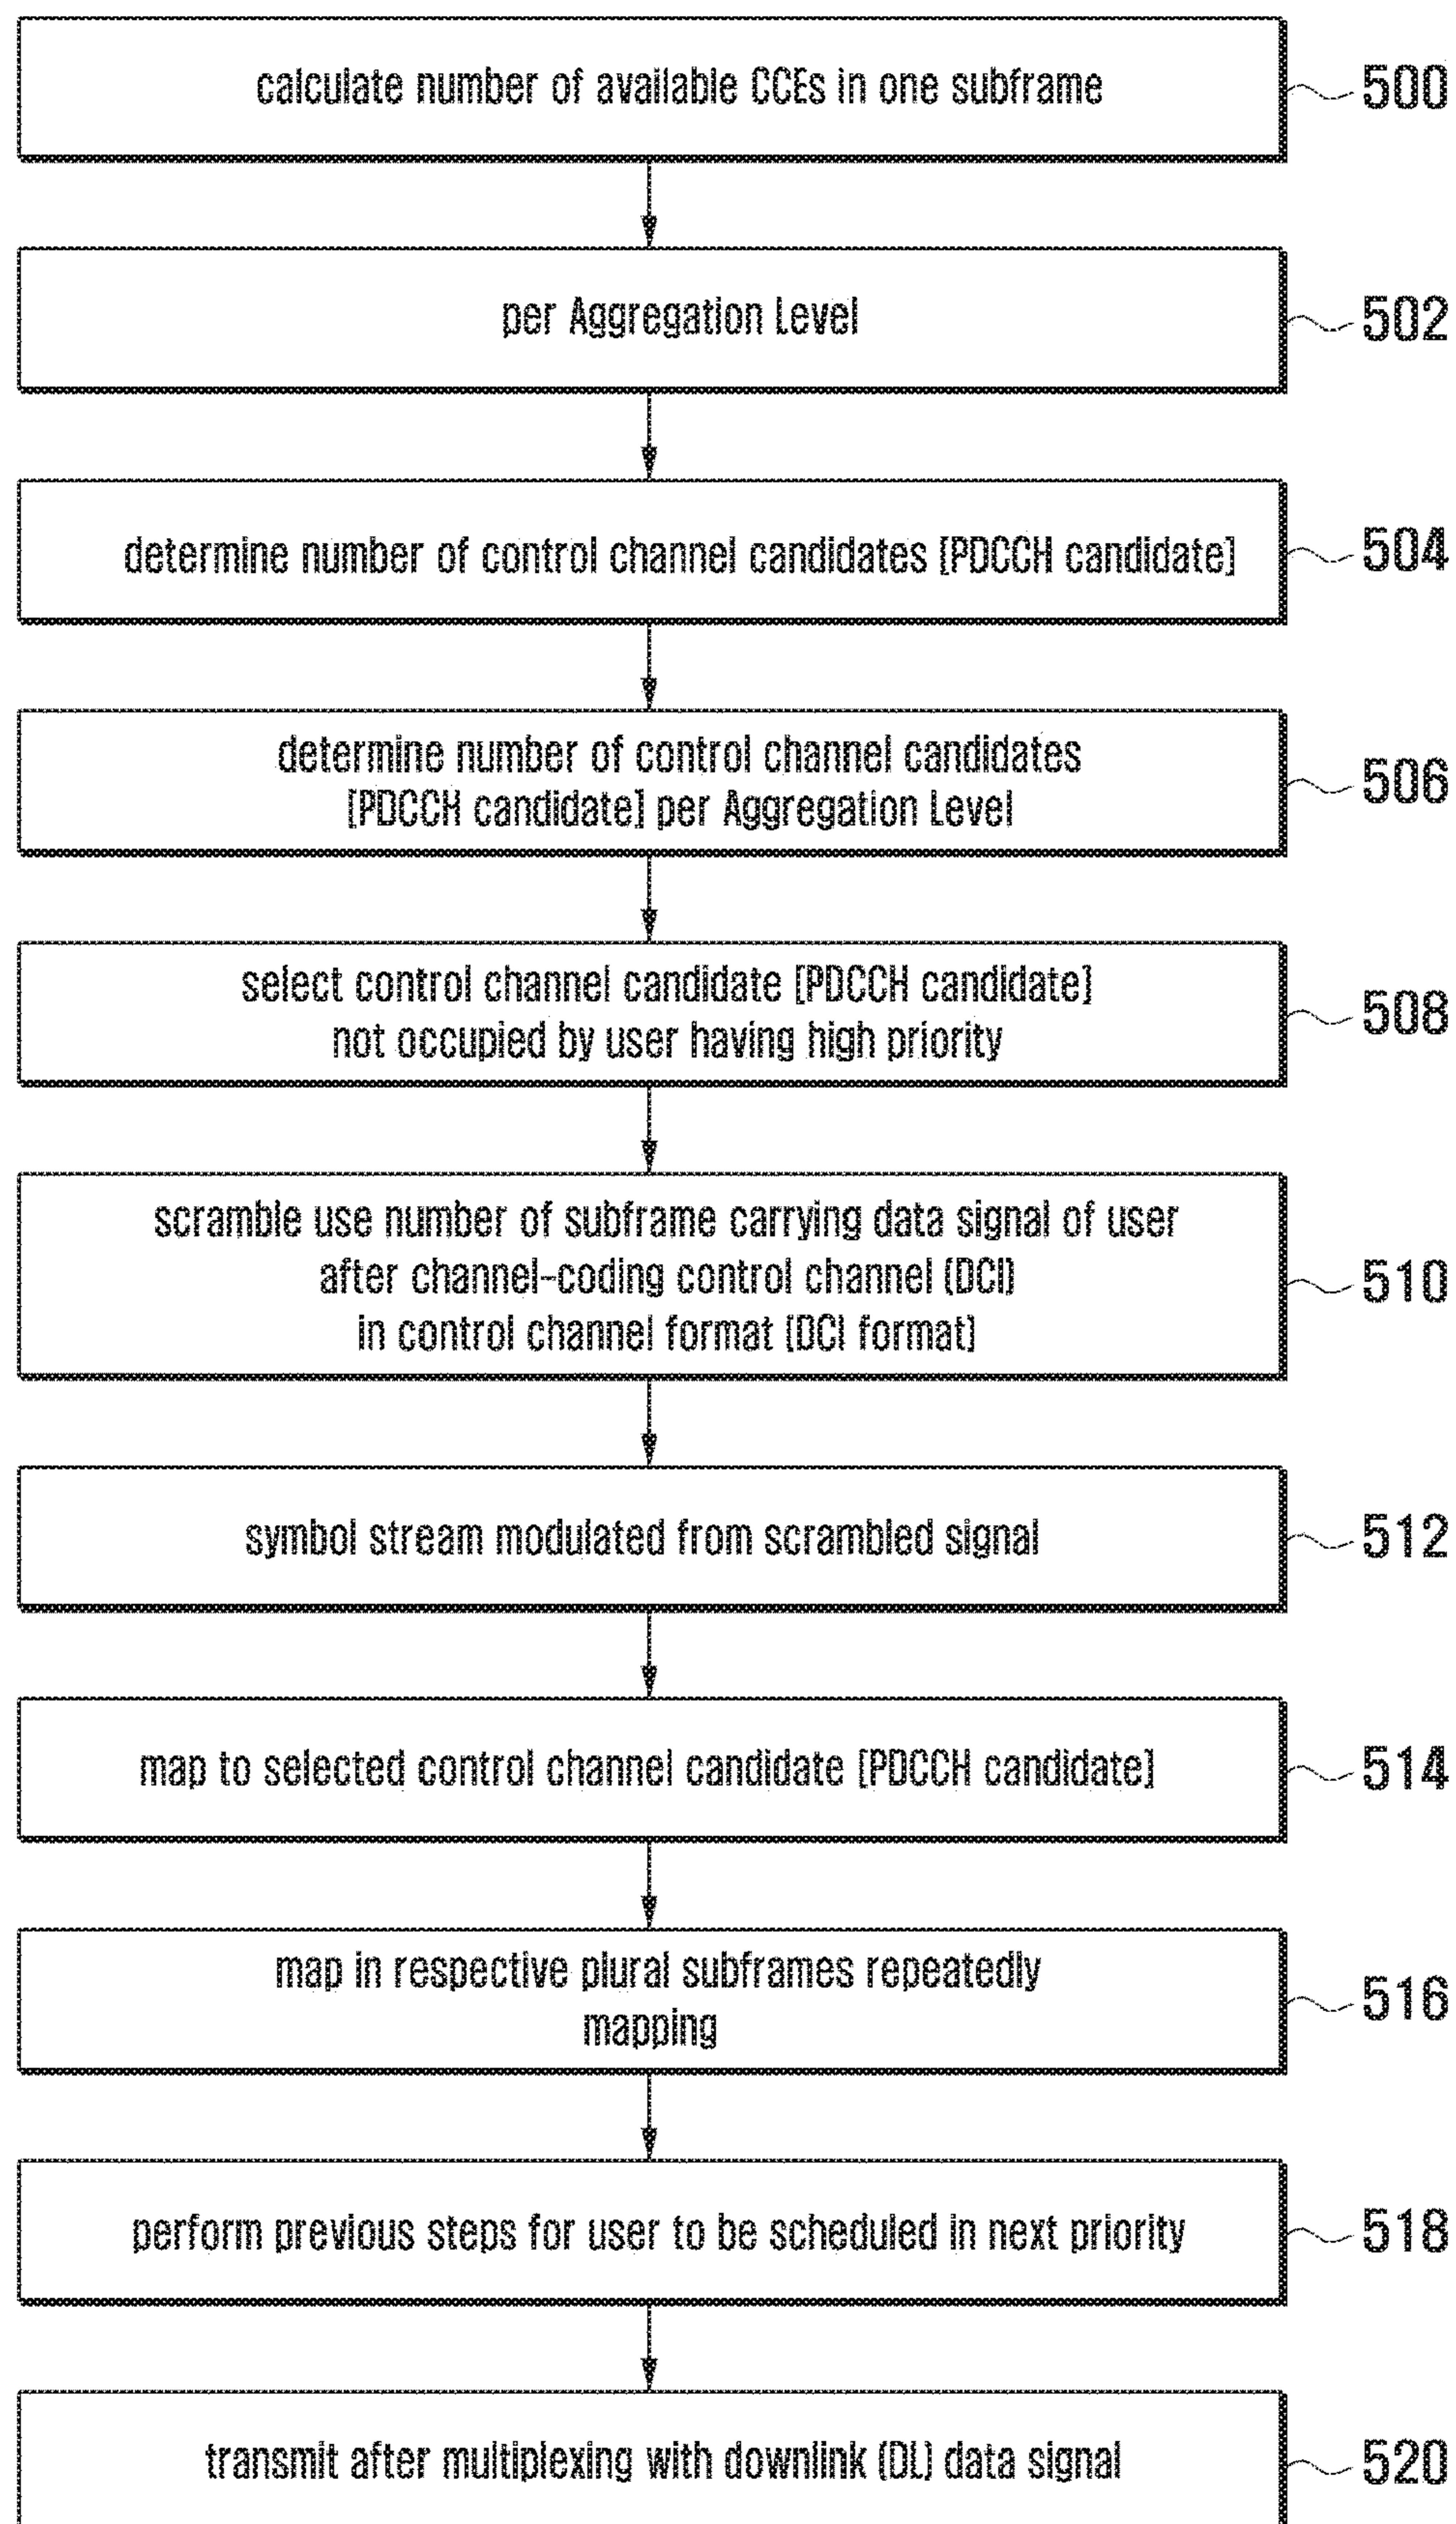 calculate number of available CCEs in one subframe
500
per Aggregation Level
502
determine number of control channel candidates [PDCCH candidate]
504
determine number of control channel candidates
[PDCCH candidate] per Aggregation Level
506
select control channel candidate [PDCCH candidate]
not occupied by user having high priority
508
scramble use number of subframe carrying data signal of user
after channel-coding control channel (DCI)
in control channel format (DCI format)
510
symbol stream modulated from scrambled signal
512
map to selected control channel candidate [PDCCH candidate]
514
map in respective plural subframes repeatedly
mapping
516
perform previous steps for user to be scheduled in next priority
518
transmit after multiplexing with downlink (DL) data signal
520